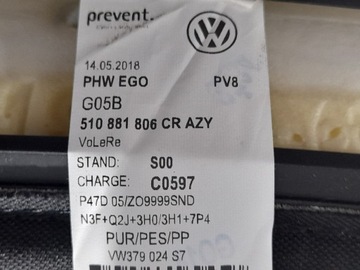 prevent.
14.05.2018
PHW EGO PV8
G05B
510 881 806 CR AZY
VoLeRe
STAND: S00
CHARGE: C0597
P47D 05/ZO9999SND
N3F+Q2J+3H0/3H1+7P4
PUR/PES/PP
VW379 024 S7